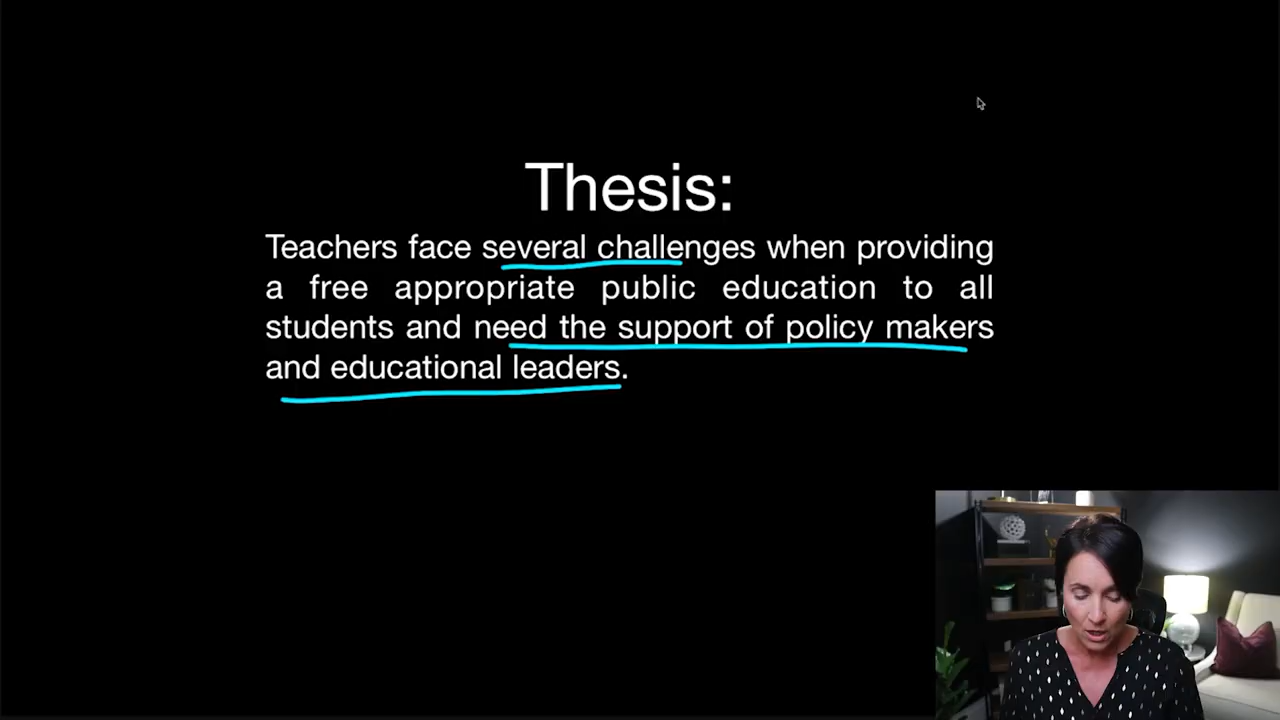 Thesis:
Teachers face several challenges when providing
a free appropriate public education to all
students and need the support of policy makers
and educational leaders.